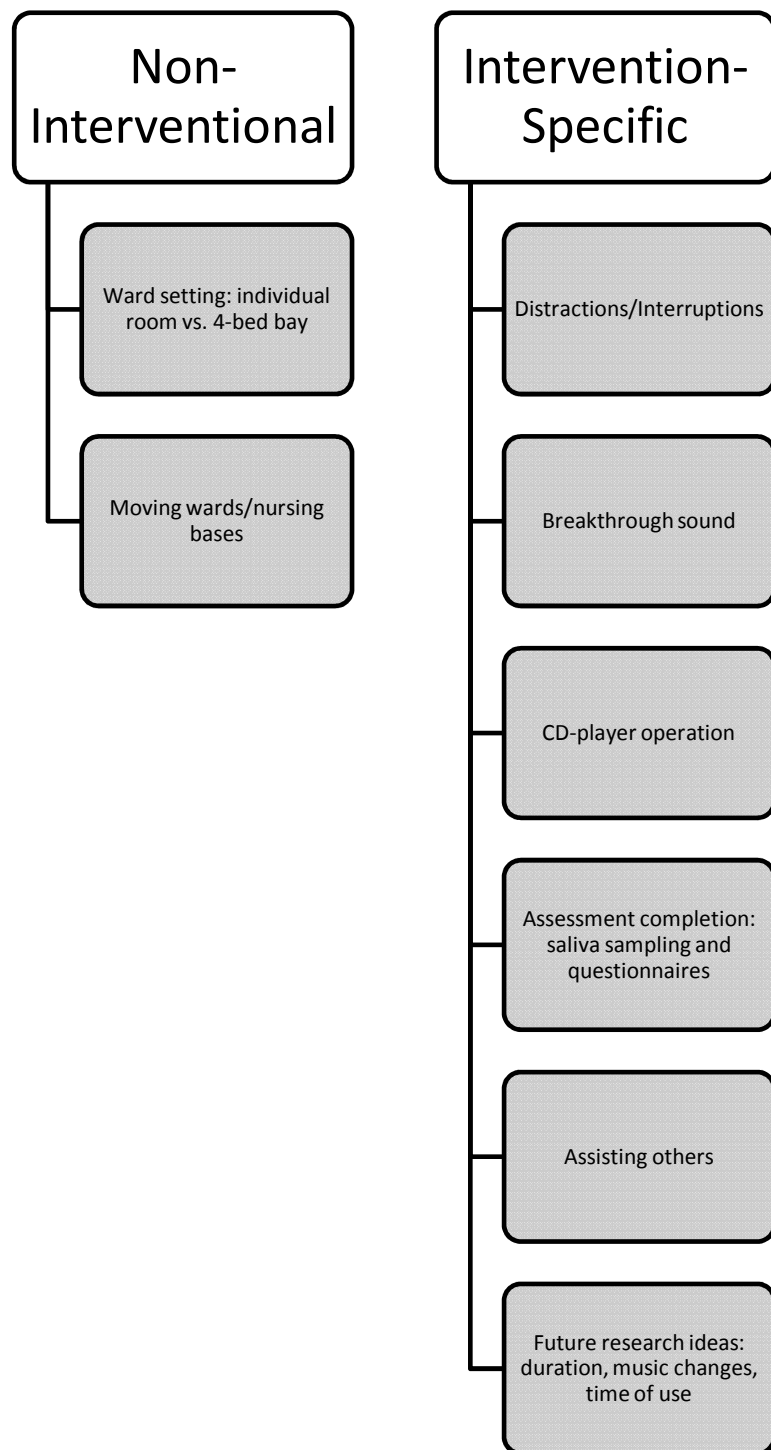 Non-
Interventional
Ward setting: individual
room vs. 4-bed bay
Moving wards/nursing
bases
Intervention-
Specific
Distractions/Interruptions
Breakthrough sound
CD-player operation
Assessment completion:
saliva sampling and
questionnaires
Assisting others
Future research ideas:
duration, music changes,
time of use